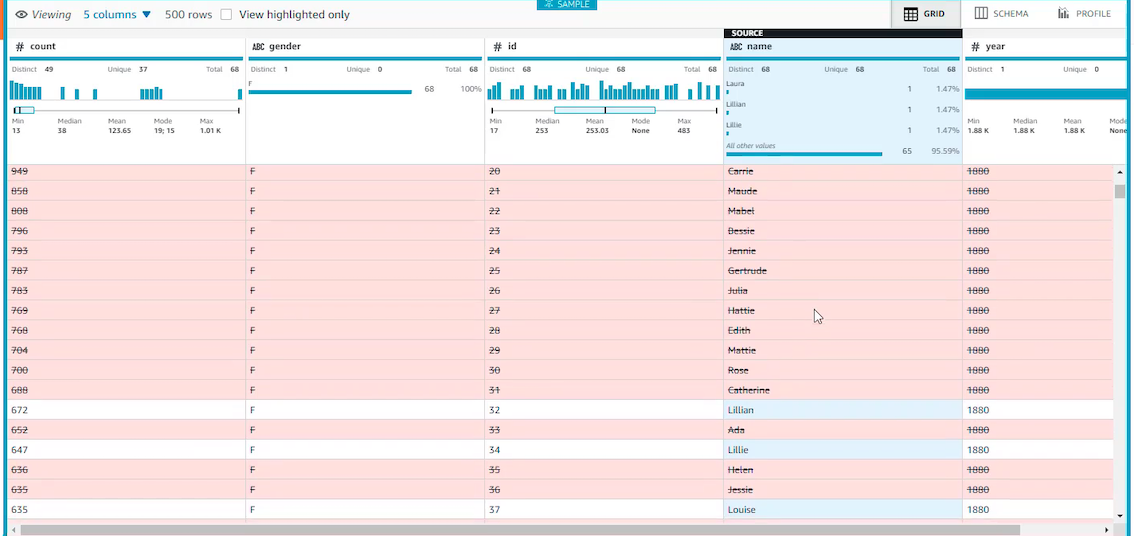 SAMPLE
Viewing 5 columns 500 rows View highlighted only GRID SCHEMA PROFILE
SOURCE
# count ABC gender # id ABC name # year
Distinct 49 Unique 37 Total 68 Distinct 1 Unique 0 Total 68 Distinct 68 Unique 68 Total 68 Distinct 68 Unique 68 Total 68 Distinct 1 Unique 0
F 68 100% Laura 1 1.47%
Lillian 1 1.47%
Min Median Mean Mode Max Min Median Mean Mode Max Lillie 1 1.47% Min Median Mean Mode
13 38 123.65 19; 15 1.01 K 17 253 253.03 None 483 1.88 K 1.88 K 1.88 K None
All other values 65 95.59%
949 F 20 Carrie 1880
858 F 21 Maude 1880
808 F 22 Mabel 1880
796 F 23 Bessie 1880
793 F 24 Jennie 1880
787 F 25 Gertrude 1880
783 F 26 Julia 1880
769 F 27 Hattie 1880
768 F 28 Edith 1880
704 F 29 Mattie 1880
700 F 30 Rose 1880
688 F 31 Catherine 1880
672 F 32 Lillian 1880
652 F 33 Ada 1880
647 F 34 Lillie 1880
636 F 35 Helen 1880
635 F 36 Jessie 1880
635 F 37 Louise 1880